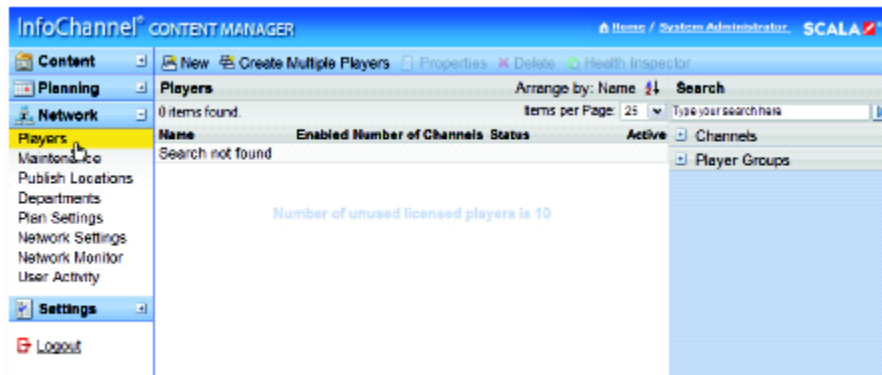 InfoChannel® CONTENT MANAGER
Home / System Administrator
SCALA
Content
New Create Multiple Players Properties Delete Health Inspector
Planning
Players Arrange by: Name Search
Network
0 items found. Items per Page: 25 Type your search here
Players
Name Enabled Number of Channels Status Active Channels
Maintenance
Search not found Player Groups
Publish Locations
Departments
Plan Settings
Number of unused licensed players is 10
Network Settings
Network Monitor
User Activity
Settings
Logout